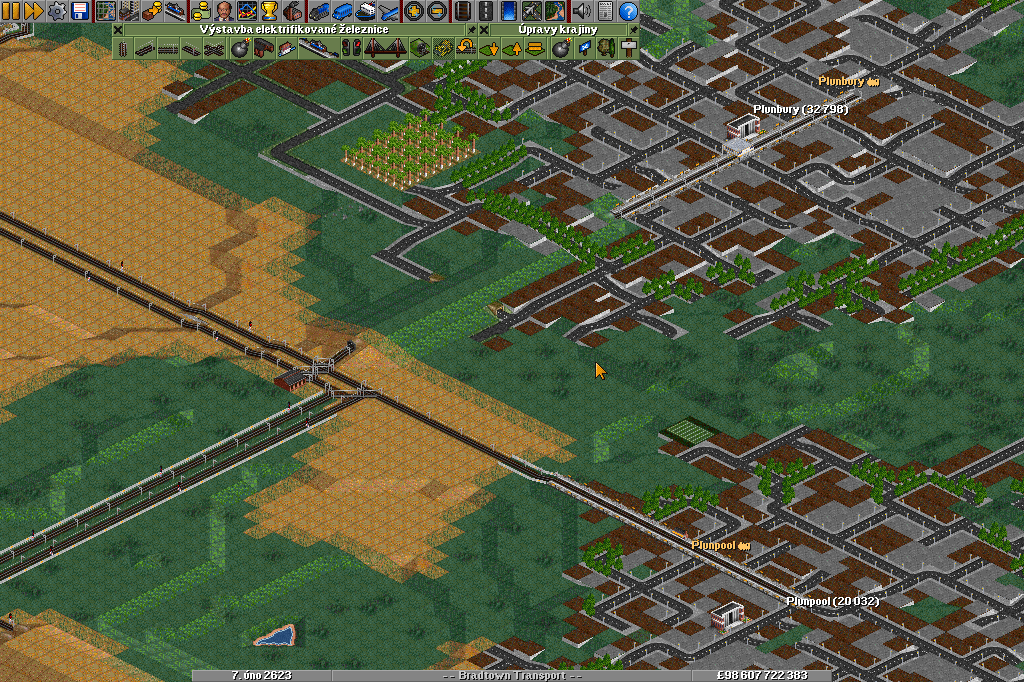 Výstavba elektrifikované železnice
Úpravy krajiny
Plunbury
Plunbury (32 798)
Plunpool
Plunpool (20 032)
7. úno 2623
- - Bradtown Transport - -
£98 607 722 383